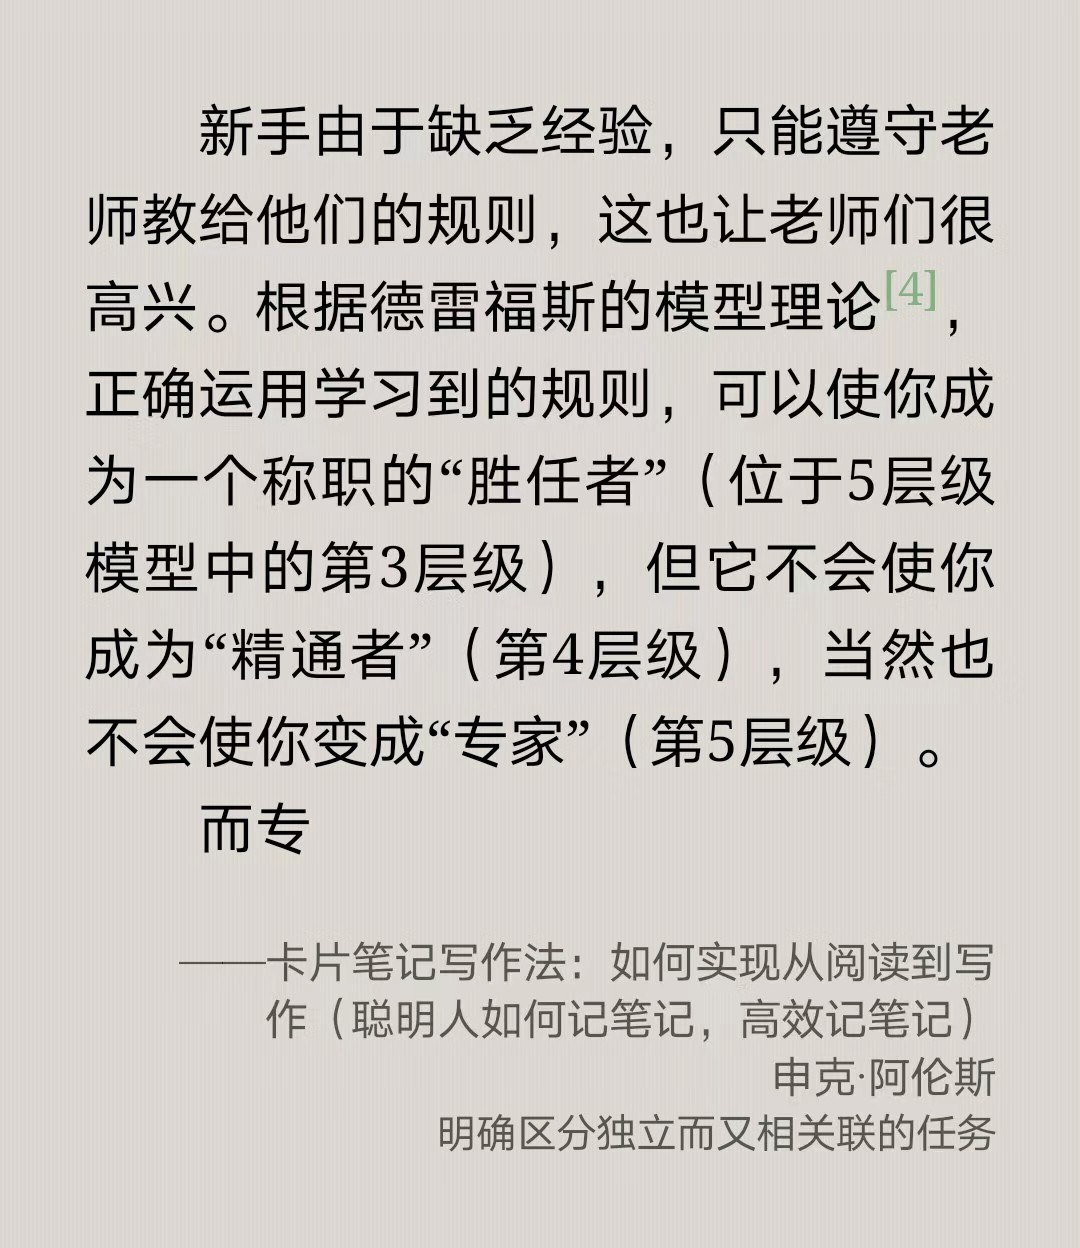 新手由于缺乏经验，只能遵守老
师教给他们的规则，这也让老师们很
高兴。根据德雷福斯的模型理论[4]，
正确运用学习到的规则，可以使你成
为一个称职的“胜任者”（位于5层级
模型中的第3层级），但它不会使你
成为“精通者”（第4层级），当然也
不会使你变成“专家”（第5层级）。
而专
——卡片笔记写作法：如何实现从阅读到写
作（聪明人如何记笔记，高效记笔记）
申克·阿伦斯
明确区分独立而又相关联的任务